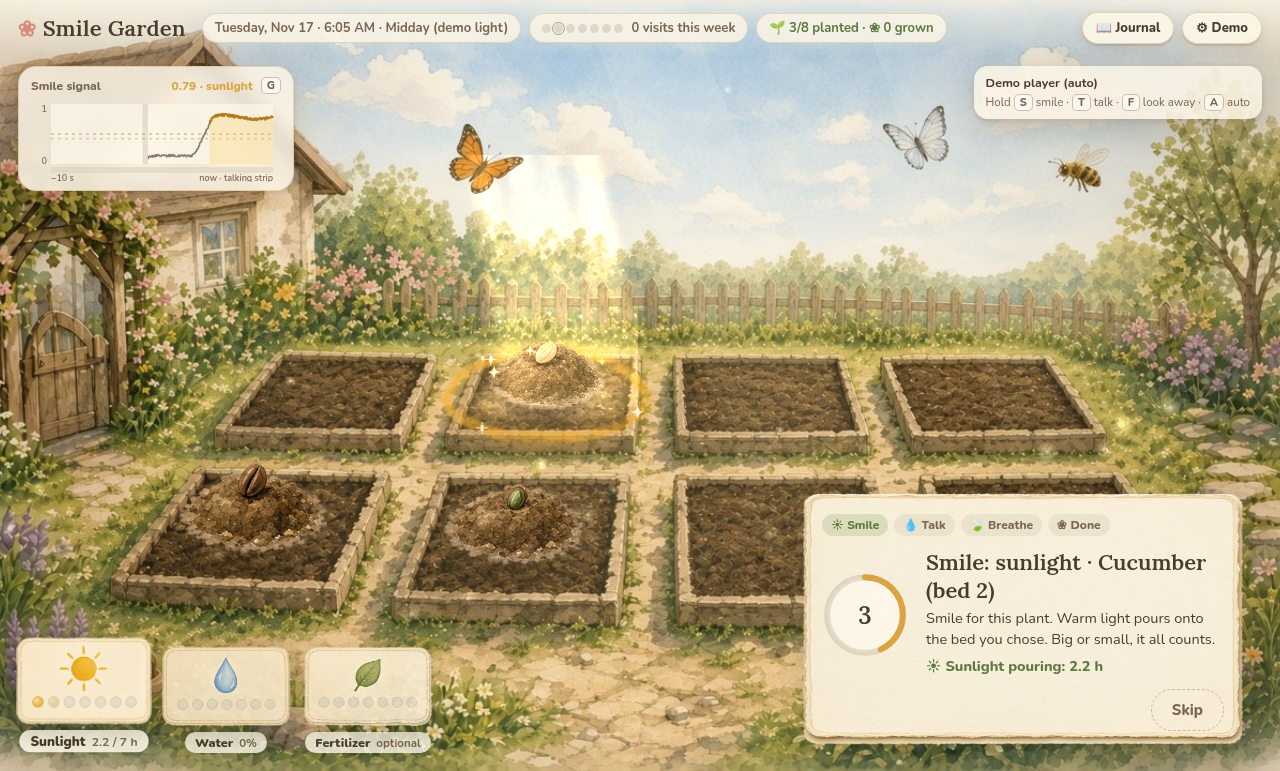 ❀ Smile Garden
Tuesday, Nov 17 · 6:05 AM · Midday (demo light)
0 visits this week
🌱 3/8 planted · ❀ 0 grown
📖 Journal
⚙ Demo
Smile signal
0.79 · sunlight
G
1
0
−10 s
now · talking strip
Demo player (auto)
Hold S smile · T talk · F look away · A auto
☀ Smile
💧 Talk
🍃 Breathe
❀ Done
Smile: sunlight · Cucumber
(bed 2)
3
Smile for this plant. Warm light pours onto
the bed you chose. Big or small, it all counts.
☀ Sunlight pouring: 2.2 h
Skip
Sunlight 2.2 / 7 h
Water 0%
Fertilizer optional